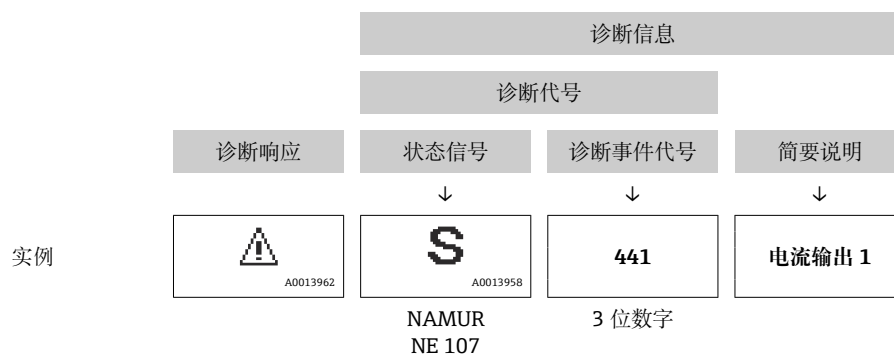 诊断信息
诊断代号
诊断响应 状态信号 诊断事件代号 简要说明
↓ ↓ ↓
实例 S 441 电流输出 1
A0013962 A0013958
NAMUR 3 位数字
NE 107